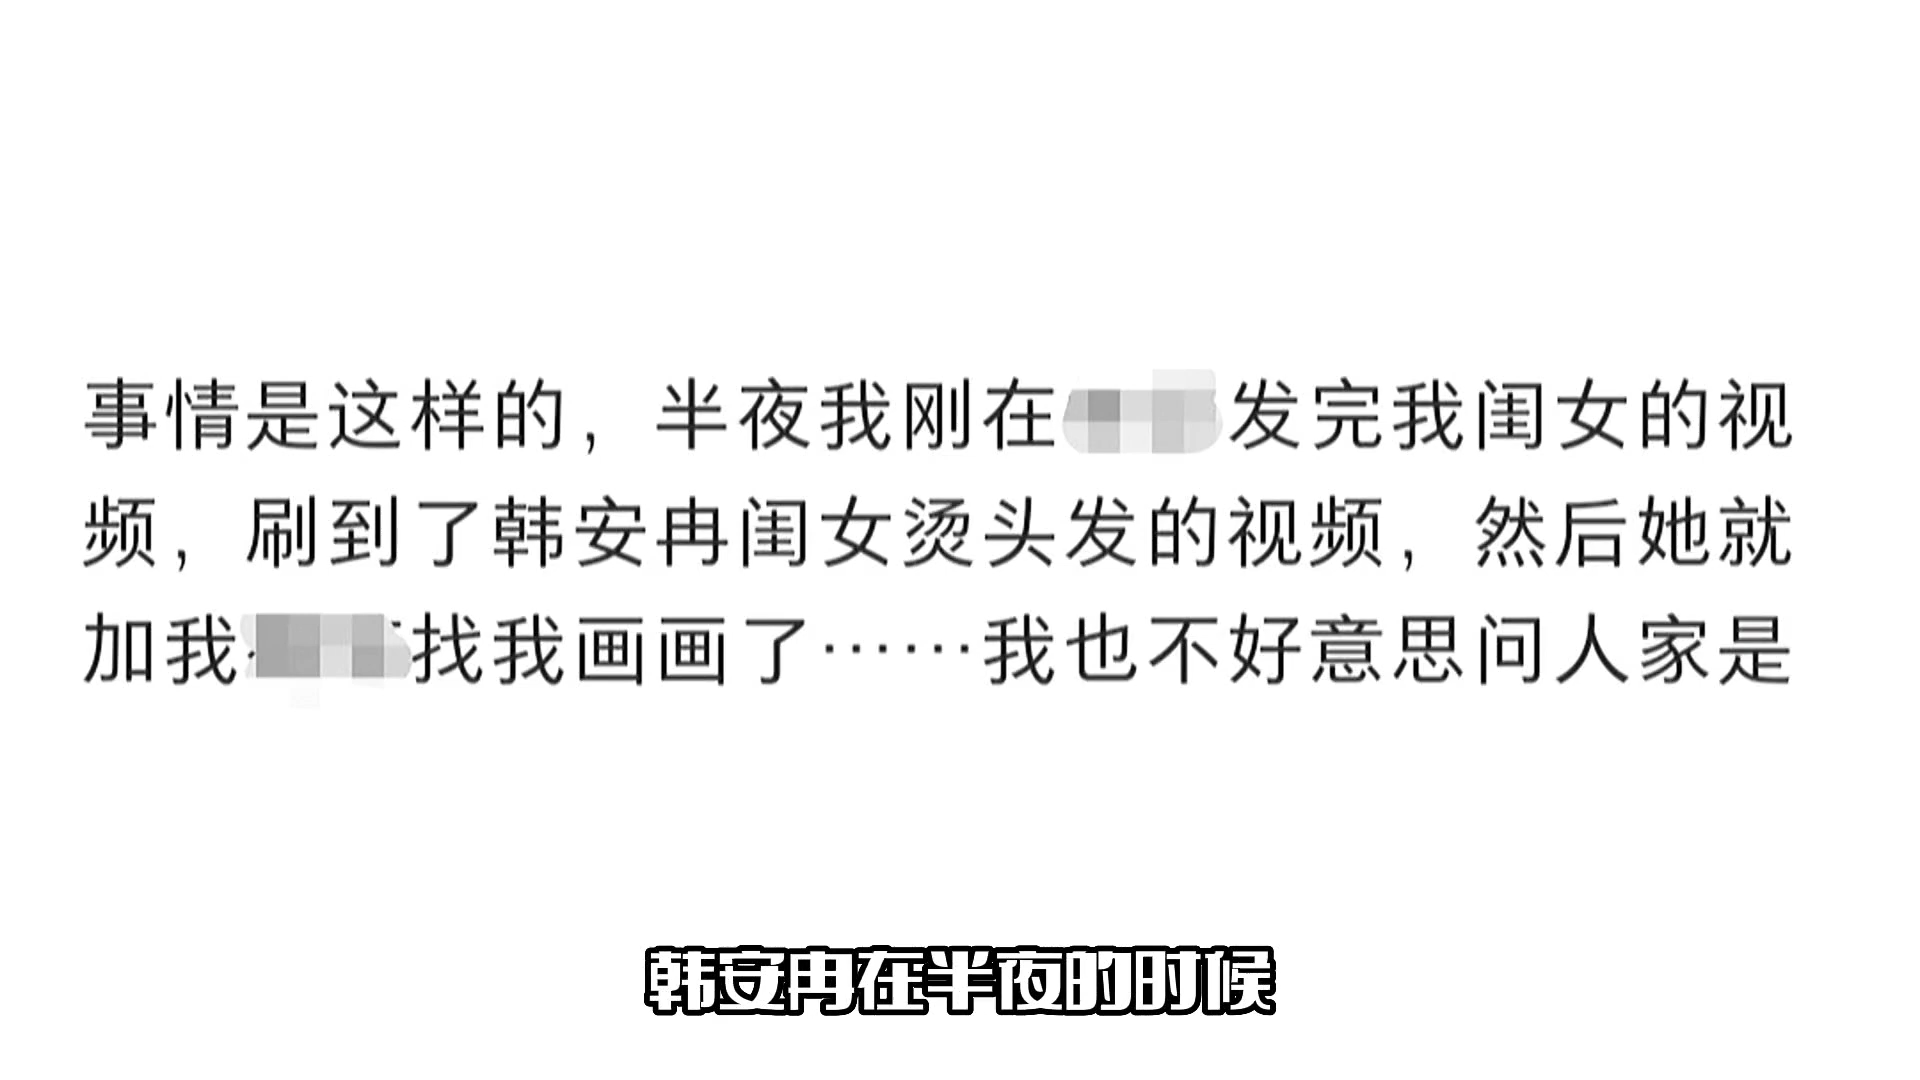 事情是这样的，半夜我刚在发完我闺女的视
频，刷到了韩安冉闺女烫头发的视频，然后她就
加我找我画画了……我也不好意思问人家是
韩安冉在半夜的时候